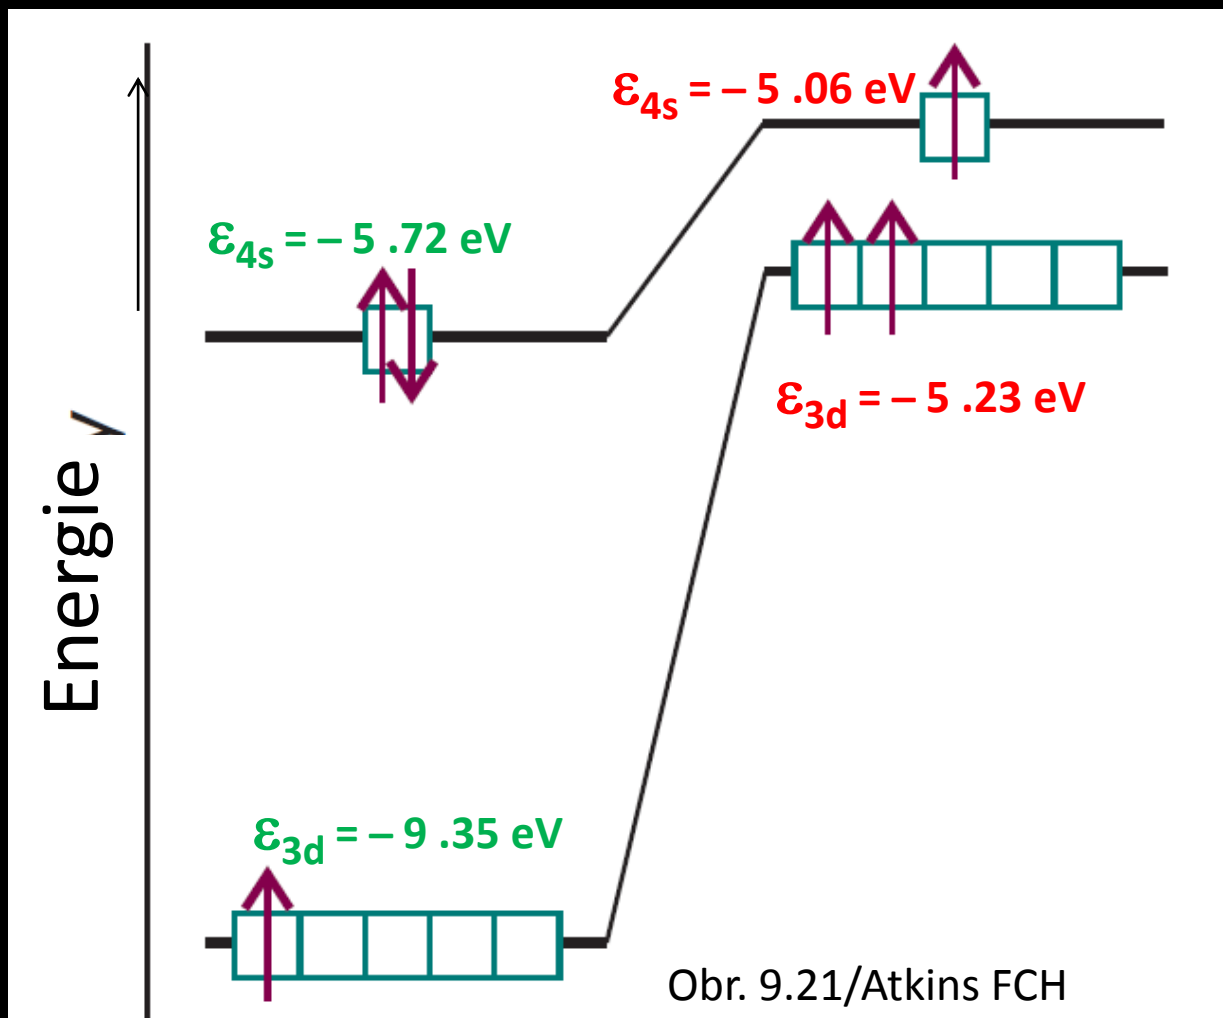 ε4s = – 5 .06 eV
ε4s = – 5 .72 eV
ε3d = – 5 .23 eV
Energie
ε3d = – 9 .35 eV
Obr. 9.21/Atkins FCH